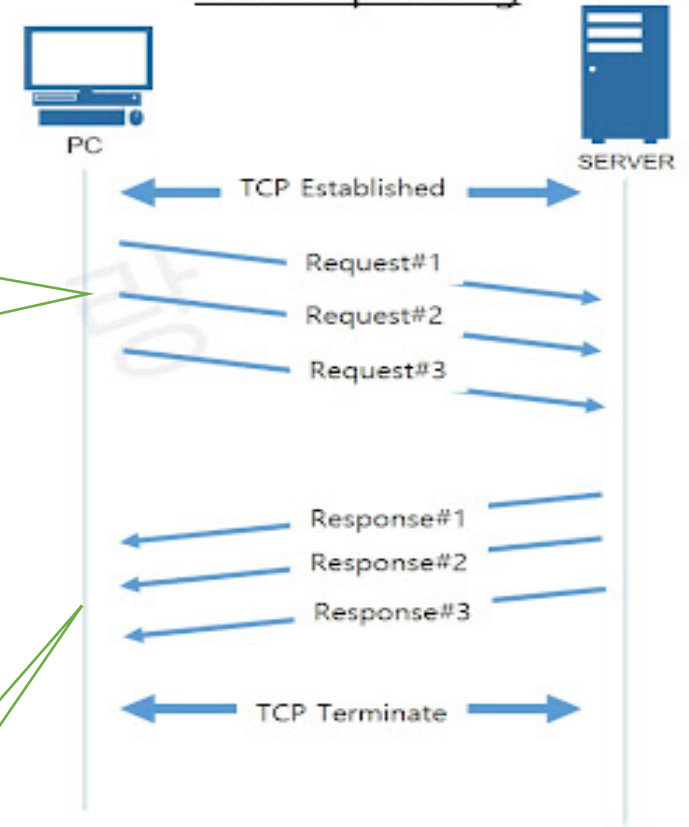 PC
SERVER
TCP Established
Request#1
Request#2
Request#3
Response#1
Response#2
Response#3
TCP Terminate